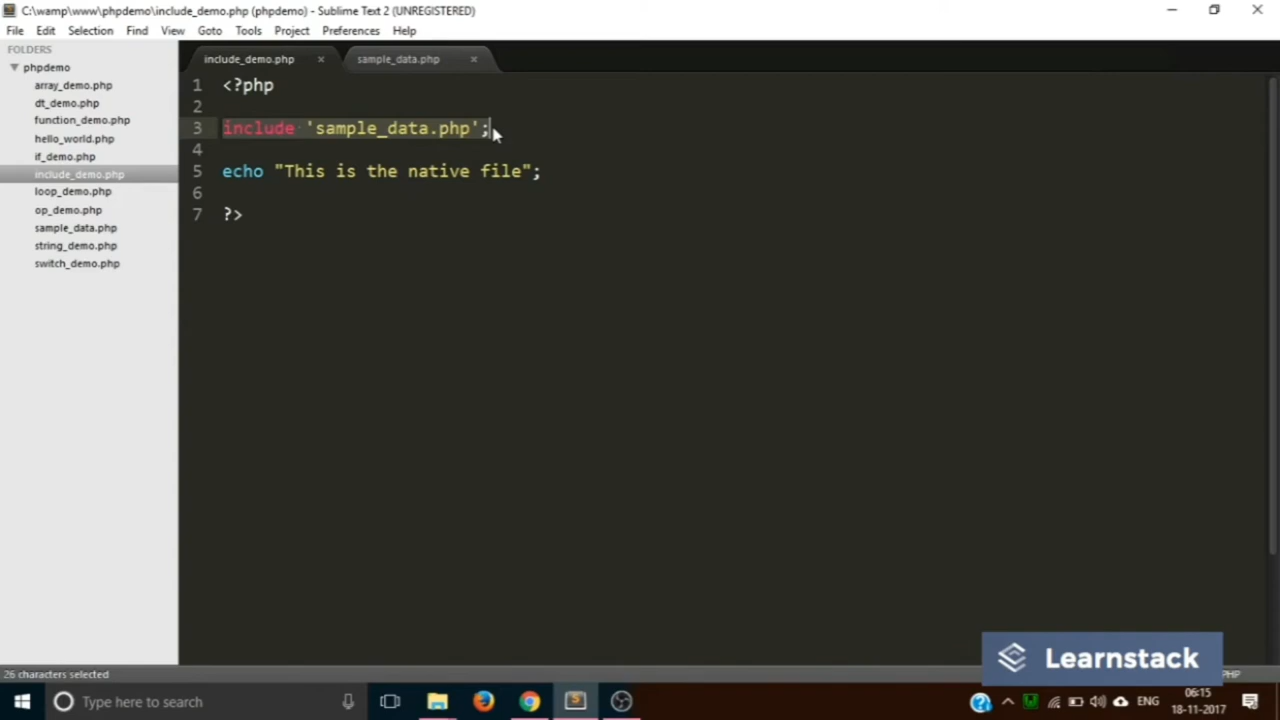 C:\wamp\www\phpdemo\include_demo.php (phpdemo) - Sublime Text 2 (UNREGISTERED)
File Edit Selection Find View Goto Tools Project Preferences Help
FOLDERS
phpdemo
array_demo.php
dt_demo.php
function_demo.php
hello_world.php
if_demo.php
include_demo.php
loop_demo.php
op_demo.php
sample_data.php
string_demo.php
switch_demo.php
include_demo.php × sample_data.php ×
1 <?php
2
3 include 'sample_data.php';
4
5 echo "This is the native file";
6
7 ?>
Learnstack
26 characters selected
PHP
Type here to search
ENG
06:15
18-11-2017